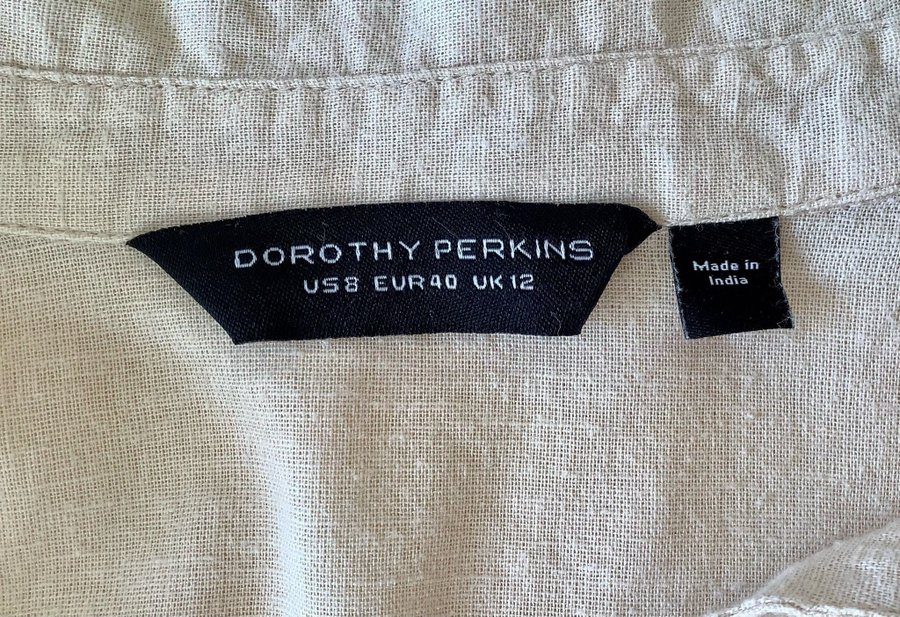 DOROTHY PERKINS
US8 EUR40 UK12
Made in
India